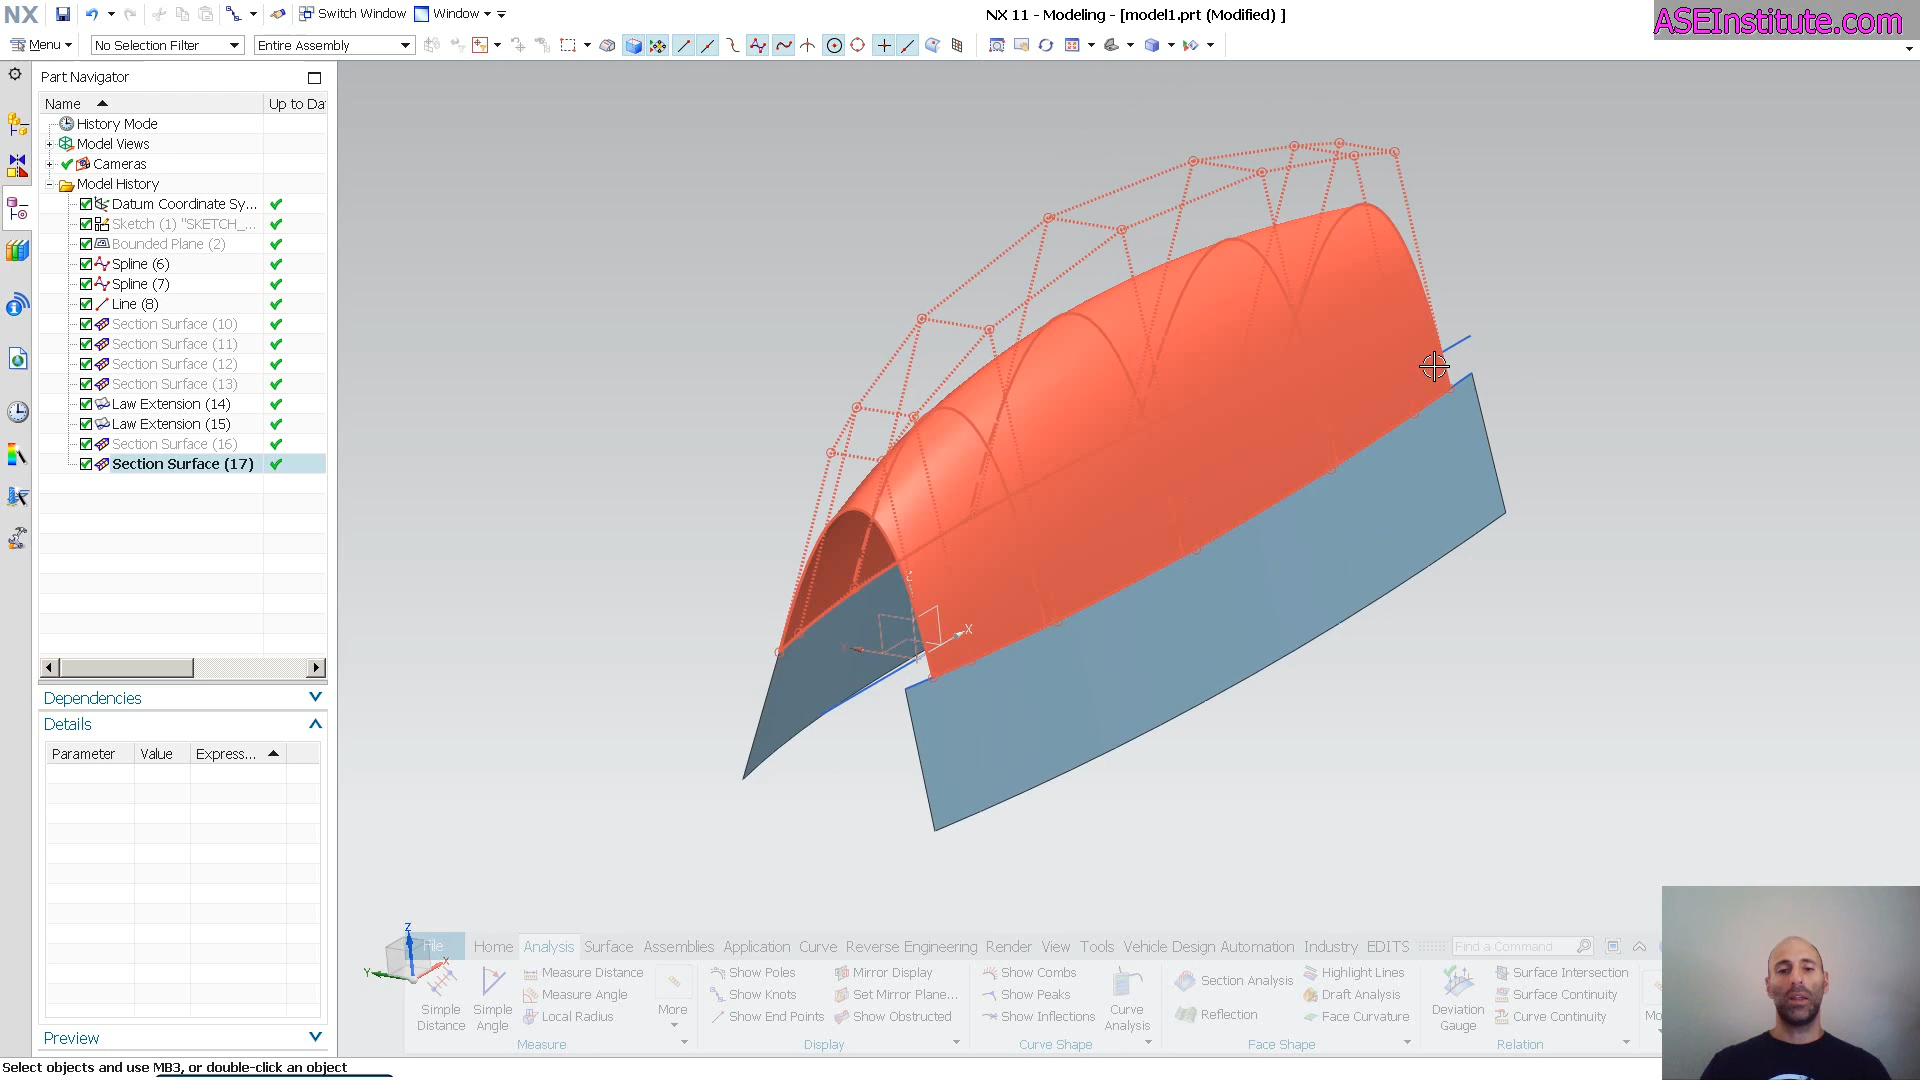 NX
Switch Window
Window
NX 11 - Modeling - [model1.prt (Modified) ]
ASEInstitute.com
Menu
No Selection Filter
Entire Assembly
Part Navigator
Name
Up to Da
History Mode
Model Views
Cameras
Model History
Datum Coordinate Sy...
Sketch (1) "SKETCH_...
Bounded Plane (2)
Spline (6)
Spline (7)
Line (8)
Section Surface (10)
Section Surface (11)
Section Surface (12)
Section Surface (13)
Law Extension (14)
Law Extension (15)
Section Surface (16)
Section Surface (17)
Dependencies
Details
Parameter
Value
Express...
Preview
X
Z
Y
X
File
Home
Analysis
Surface
Assemblies
Application
Curve
Reverse Engineering
Render
View
Tools
Vehicle Design Automation
Industry
EDITS
Find a Command
Simple Distance
Simple Angle
Measure Distance
Measure Angle
Local Radius
More
Measure
Show Poles
Show Knots
Show End Points
Mirror Display
Set Mirror Plane...
Show Obstructed
Display
Show Combs
Show Peaks
Show Inflections
Curve Analysis
Curve Shape
Section Analysis
Reflection
Highlight Lines
Draft Analysis
Face Curvature
Face Shape
Deviation Gauge
Surface Intersection
Surface Continuity
Curve Continuity
Relation
Mo
Select objects and use MB3, or double-click an object